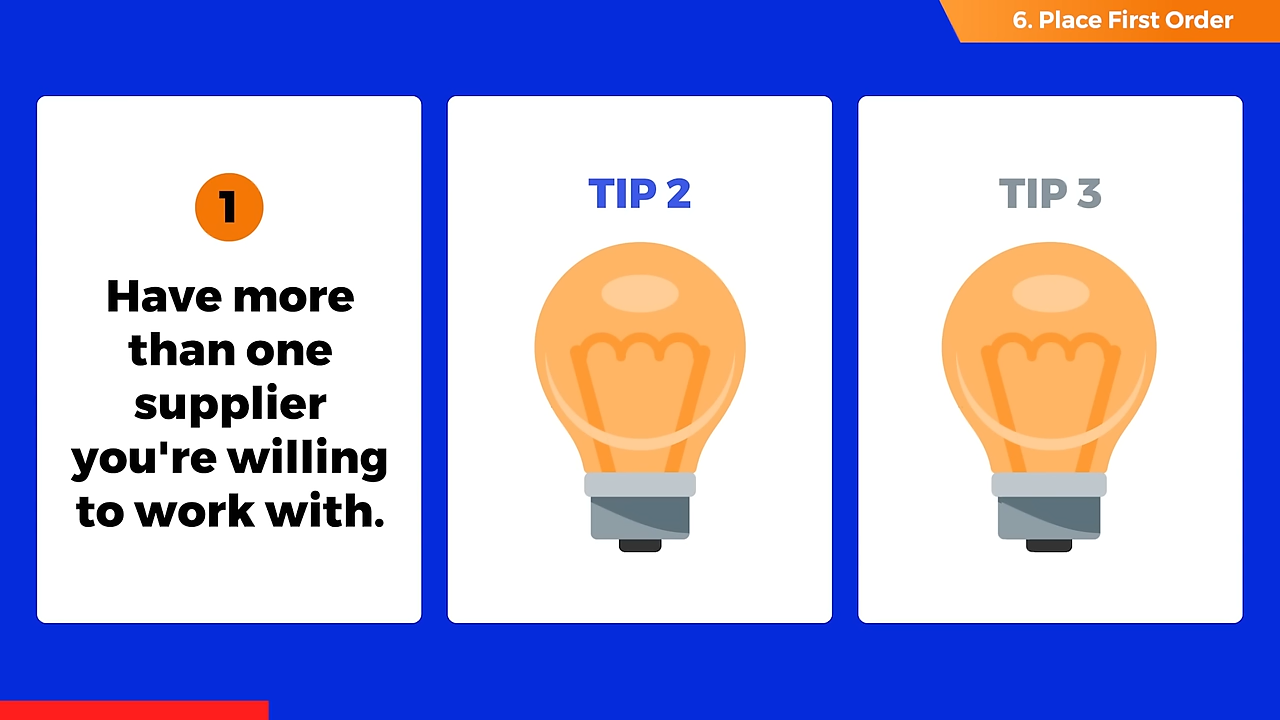 6. Place First Order
1
Have more
than one
supplier
you're willing
to work with.
TIP 2
TIP 3